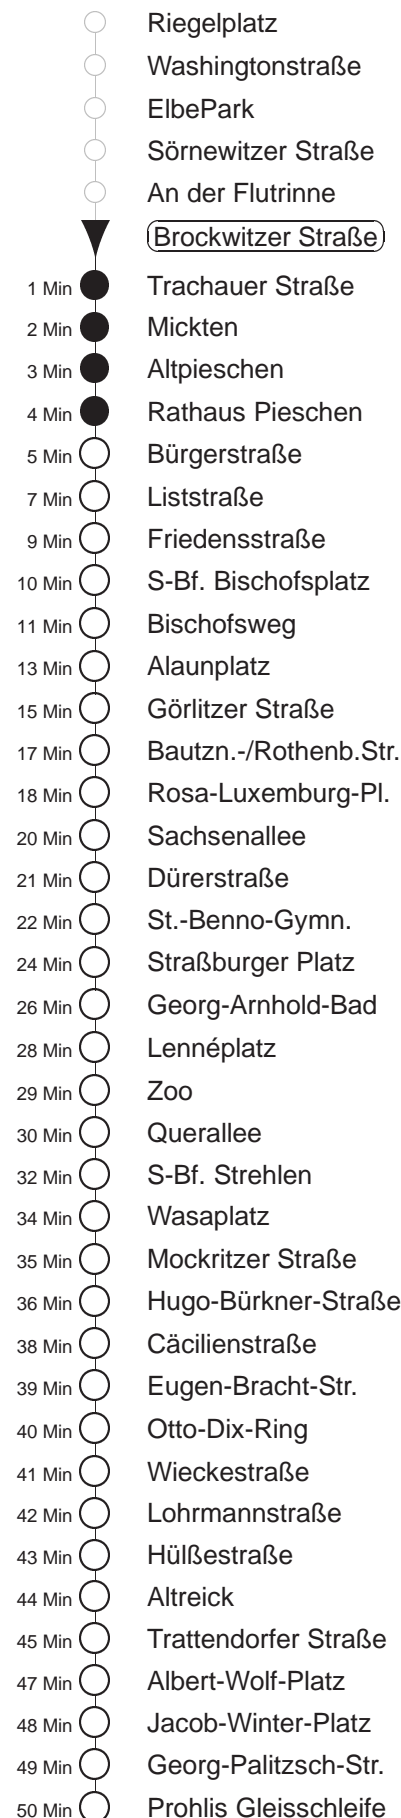 Riegelplatz
Washingtonstraße
ElbePark
Sörnewitzer Straße
An der Flutrinne
Brockwitzer Straße
1 Min Trachauer Straße
2 Min Mickten
3 Min Altpieschen
4 Min Rathaus Pieschen
5 Min Bürgerstraße
7 Min Liststraße
9 Min Friedensstraße
10 Min S-Bf. Bischofsplatz
11 Min Bischofsweg
13 Min Alaunplatz
15 Min Görlitzer Straße
17 Min Bautzn.-/Rothenb.Str.
18 Min Rosa-Luxemburg-Pl.
20 Min Sachsenallee
21 Min Dürerstraße
22 Min St.-Benno-Gymn.
24 Min Straßburger Platz
26 Min Georg-Arnhold-Bad
28 Min Lennéplatz
29 Min Zoo
30 Min Querallee
32 Min S-Bf. Strehlen
34 Min Wasaplatz
35 Min Mockritzer Straße
36 Min Hugo-Bürkner-Straße
38 Min Cäcilienstraße
39 Min Eugen-Bracht-Str.
40 Min Otto-Dix-Ring
41 Min Wieckestraße
42 Min Lohrmannstraße
43 Min Hülßestraße
44 Min Altreick
45 Min Trattendorfer Straße
47 Min Albert-Wolf-Platz
48 Min Jacob-Winter-Platz
49 Min Georg-Palitzsch-Str.
50 Min Prohlis Gleisschleife